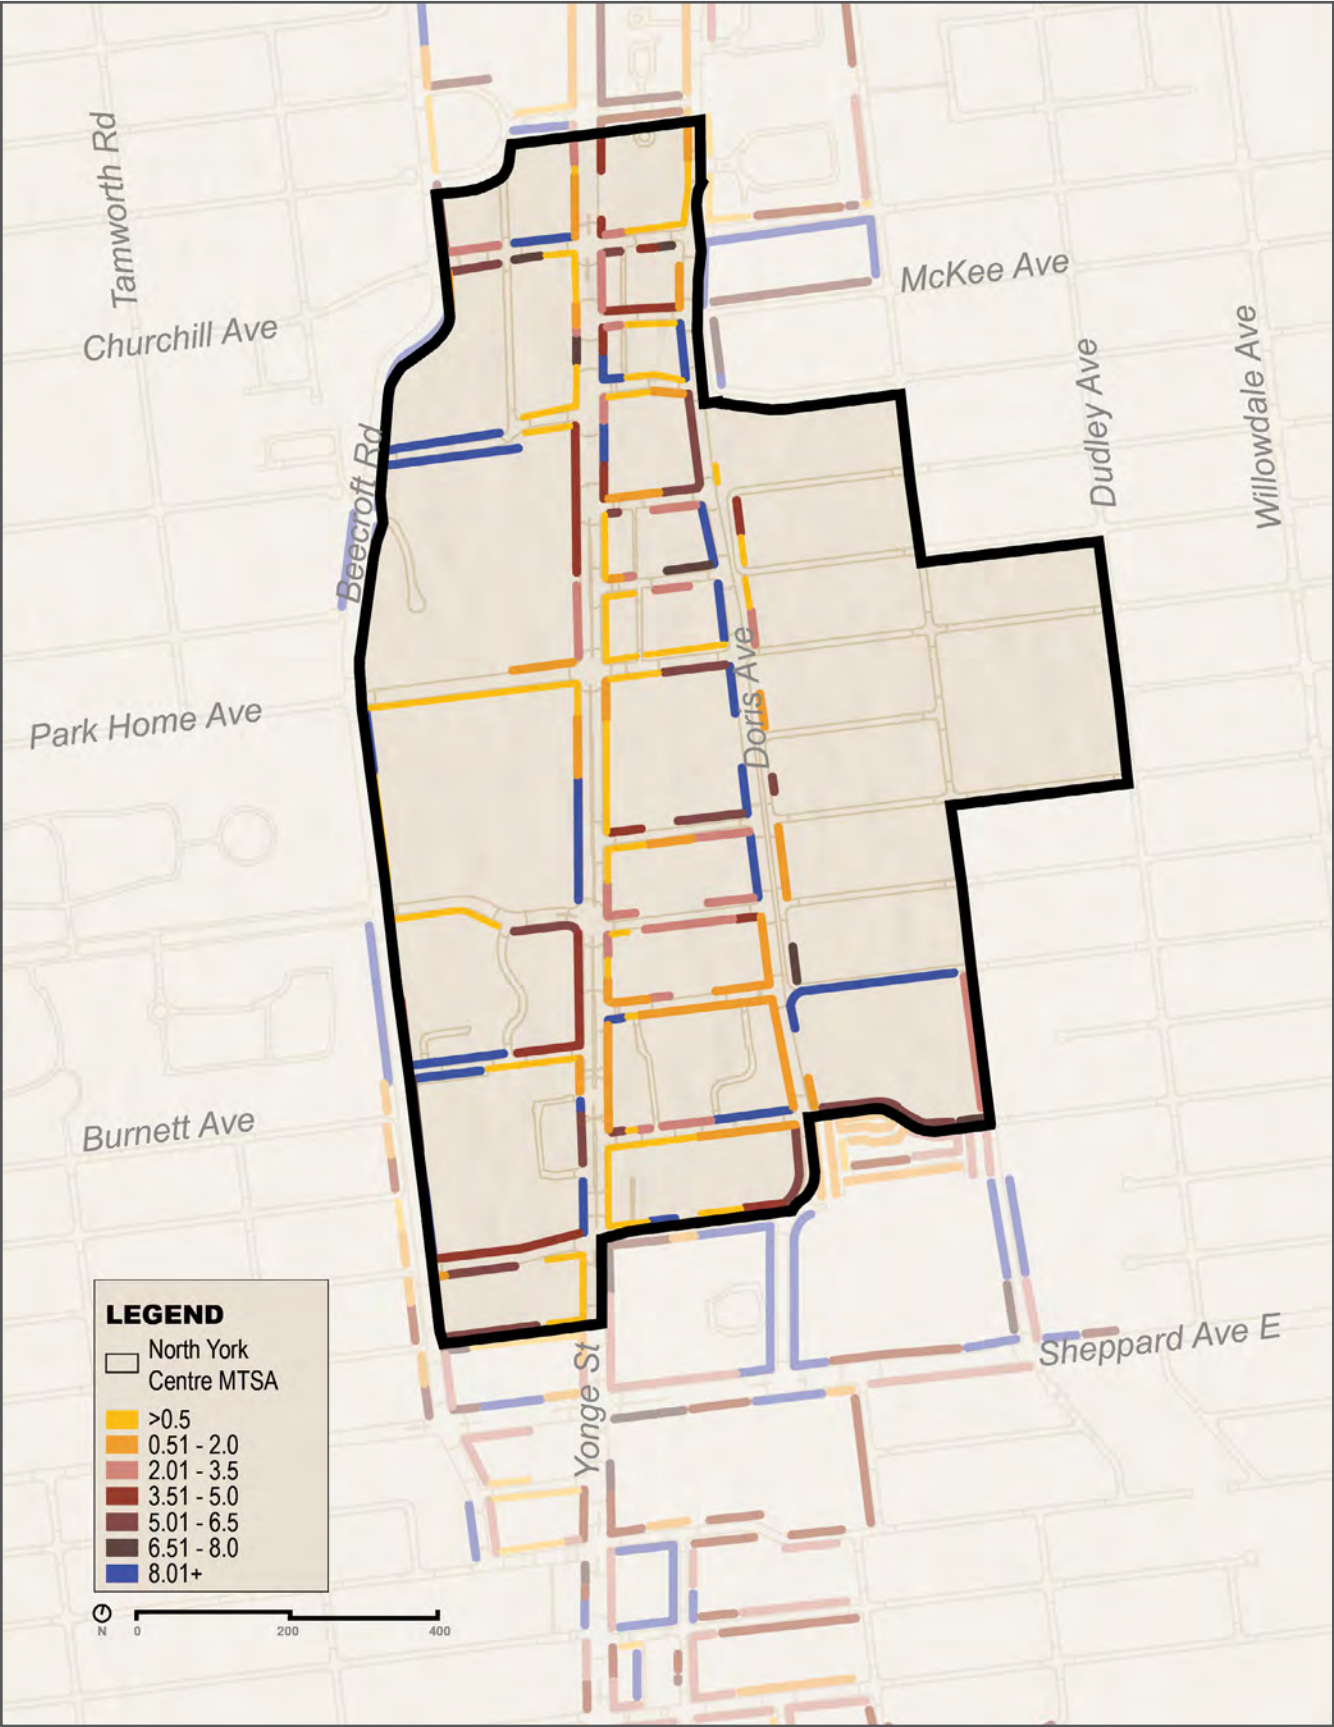 Tamworth Rd
McKee Ave
Churchill Ave
Willowdale Ave
Dudley Ave
Beecroft Rd
Doris Ave
Park Home Ave
Burnett Ave
Sheppard Ave E
Yonge St
LEGEND
North York
Centre MTSA
>0.5
0.51 - 2.0
2.01 - 3.5
3.51 - 5.0
5.01 - 6.5
6.51 - 8.0
8.01+
N 0 200 400